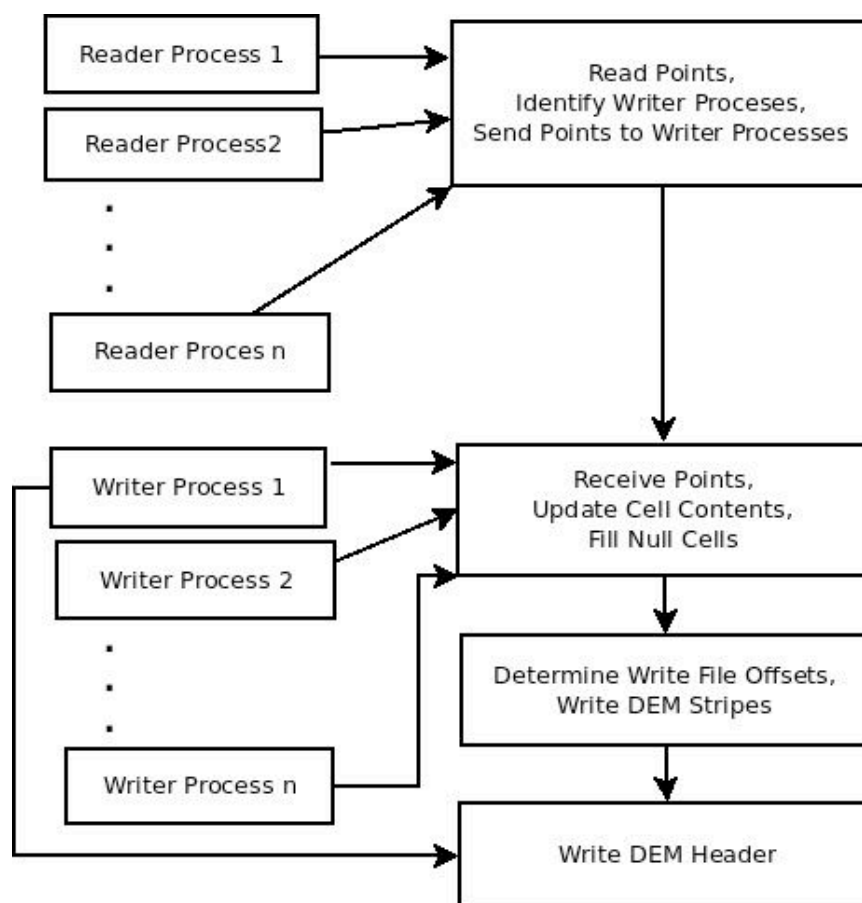 Reader Process 1
Reader Process2
Reader Proces n
Read Points,
Identify Writer Proceses,
Send Points to Writer Processes
Writer Process 1
Writer Process 2
Writer Process n
Receive Points,
Update Cell Contents,
Fill Null Cells
Determine Write File Offsets,
Write DEM Stripes
Write DEM Header